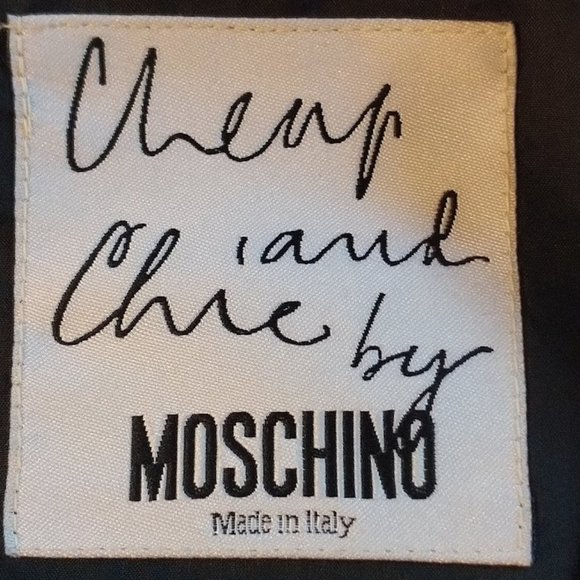 Cheap
and
Chic by
MOSCHINO
Made in Italy